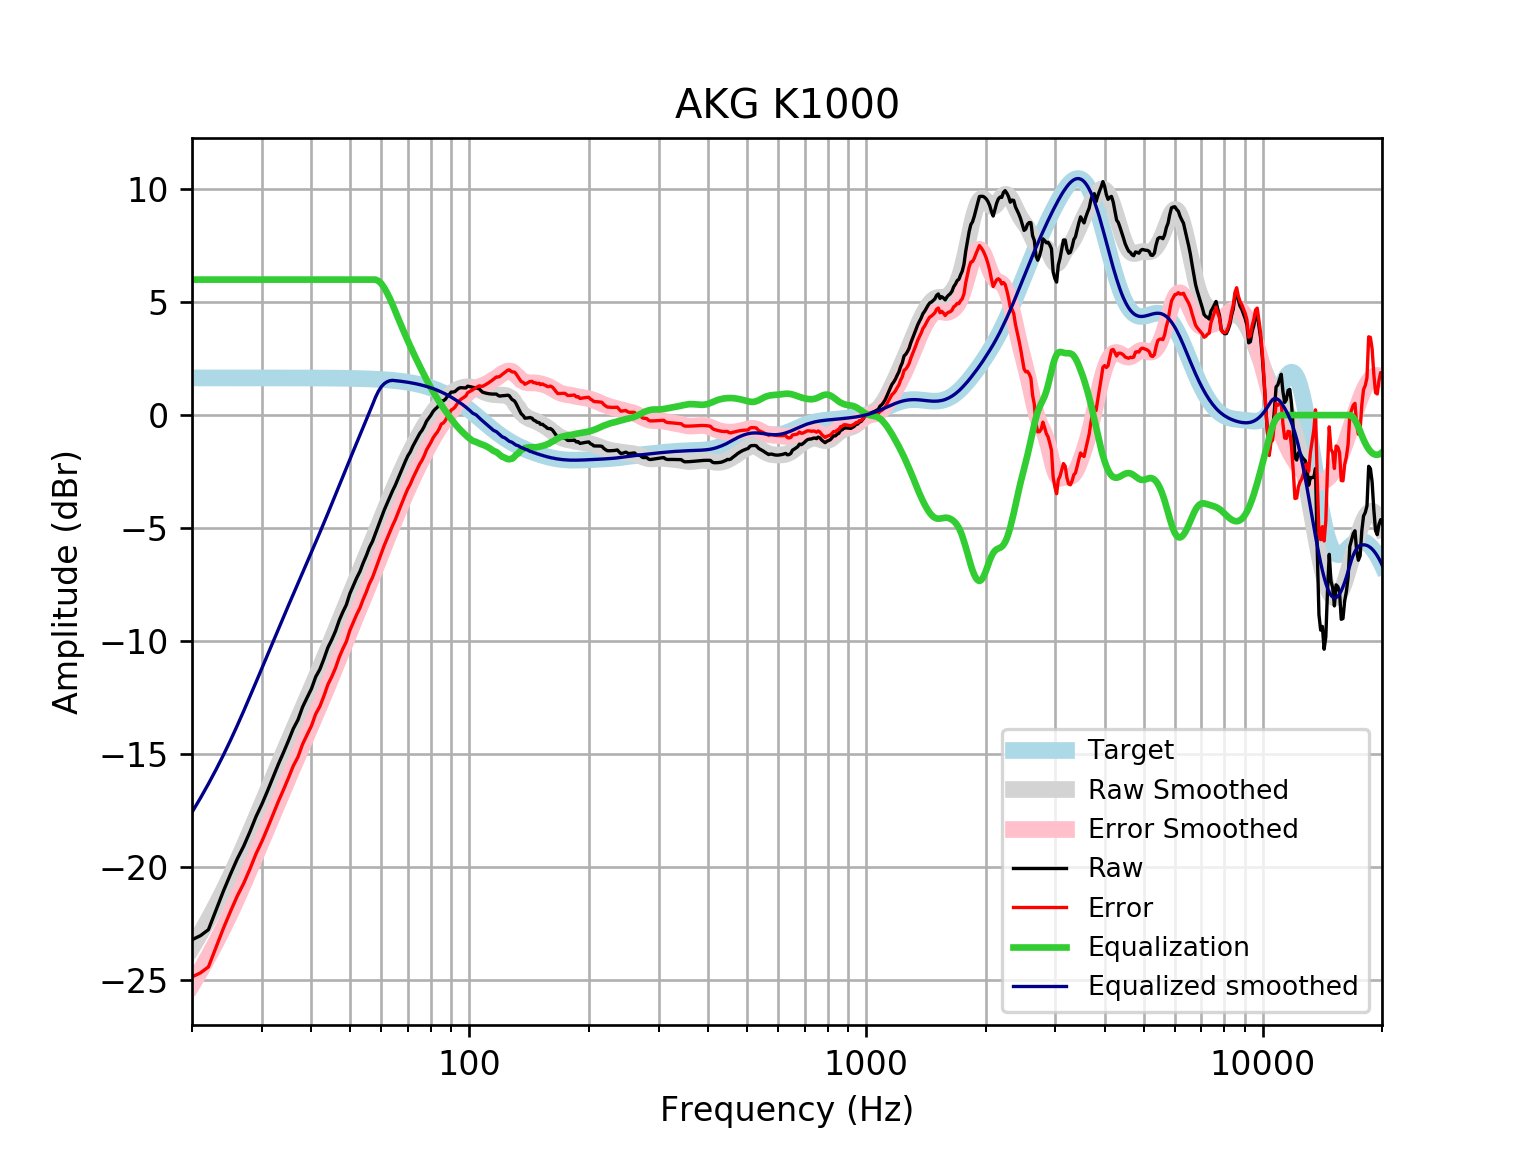 AKG K1000
Amplitude (dBr)
10
5
0
−5
−10
−15
−20
−25
Target
Raw Smoothed
Error Smoothed
Raw
Error
Equalization
Equalized smoothed
100
1000
10000
Frequency (Hz)